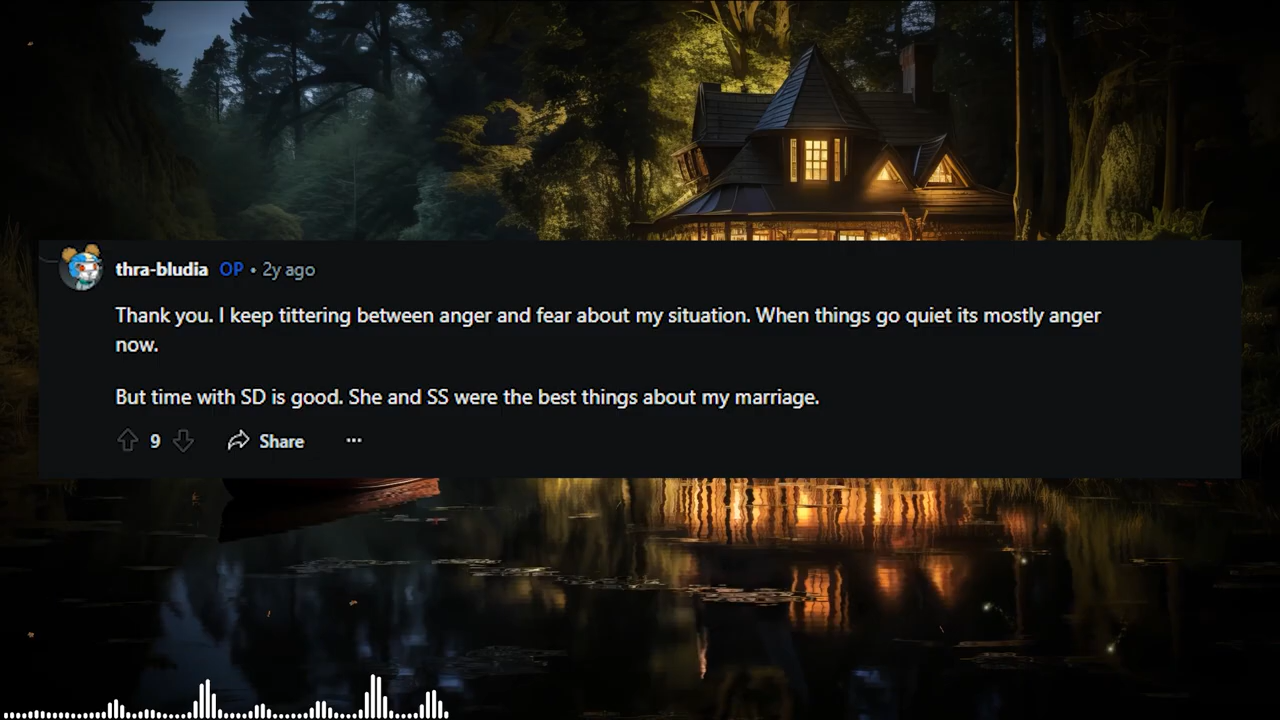 thra-bludia OP • 2y ago
Thank you. I keep tittering between anger and fear about my situation. When things go quiet its mostly anger
now.
But time with SD is good. She and SS were the best things about my marriage.
9 Share ...